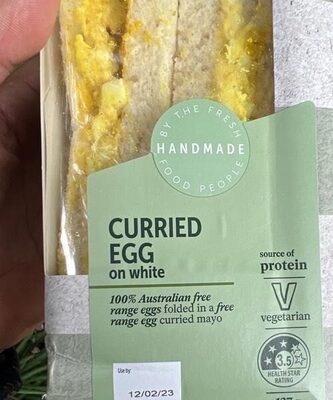 BY THE FRESH
HANDMADE
FOOD PEOPLE
CURRIED
EGG
on white
100% Australian free
range eggs folded in a free
range egg curried mayo
source of
protein
V
vegetarian
3.5
HEALTH STAR
RATING
Use by:
12/02/23